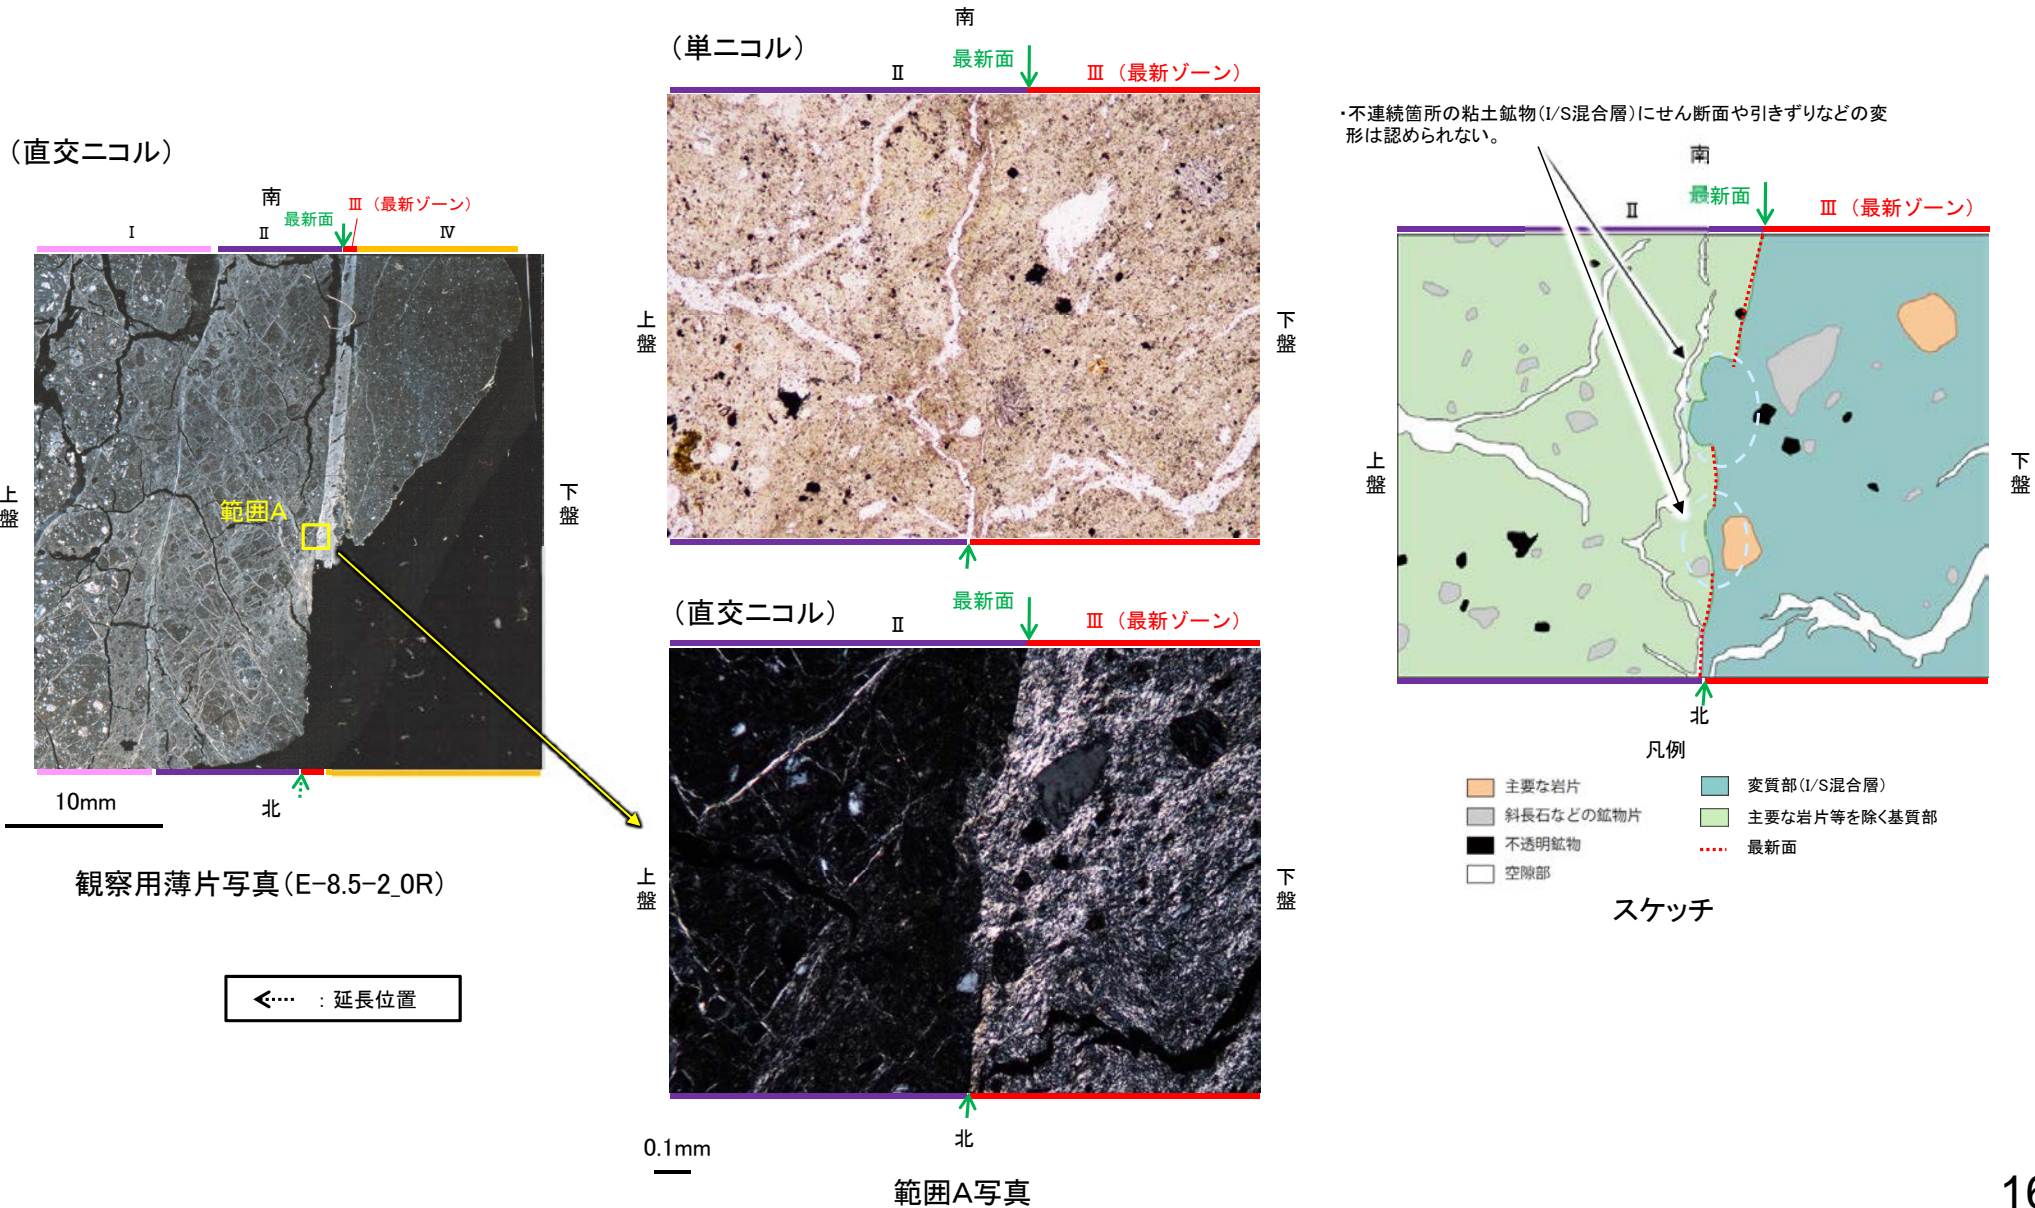 （直交ニコル）
南
最新面
Ⅲ（最新ゾーン）
Ⅰ
Ⅱ
Ⅳ
上盤
下盤
範囲A
10mm
北
観察用薄片写真（E-8.5-2_0R）
：延長位置
南
（単ニコル）
Ⅱ
最新面
Ⅲ（最新ゾーン）
上盤
下盤
（直交ニコル）
Ⅱ
最新面
Ⅲ（最新ゾーン）
上盤
下盤
北
0.1mm
範囲A写真
・不連続箇所の粘土鉱物（I/S混合層）にせん断面や引きずりなどの変
形は認められない。
南
最新面
Ⅱ
Ⅲ（最新ゾーン）
上盤
下盤
北
凡例
主要な岩片
斜長石などの鉱物片
不透明鉱物
空隙部
変質部（I/S混合層）
主要な岩片等を除く基質部
最新面
スケッチ